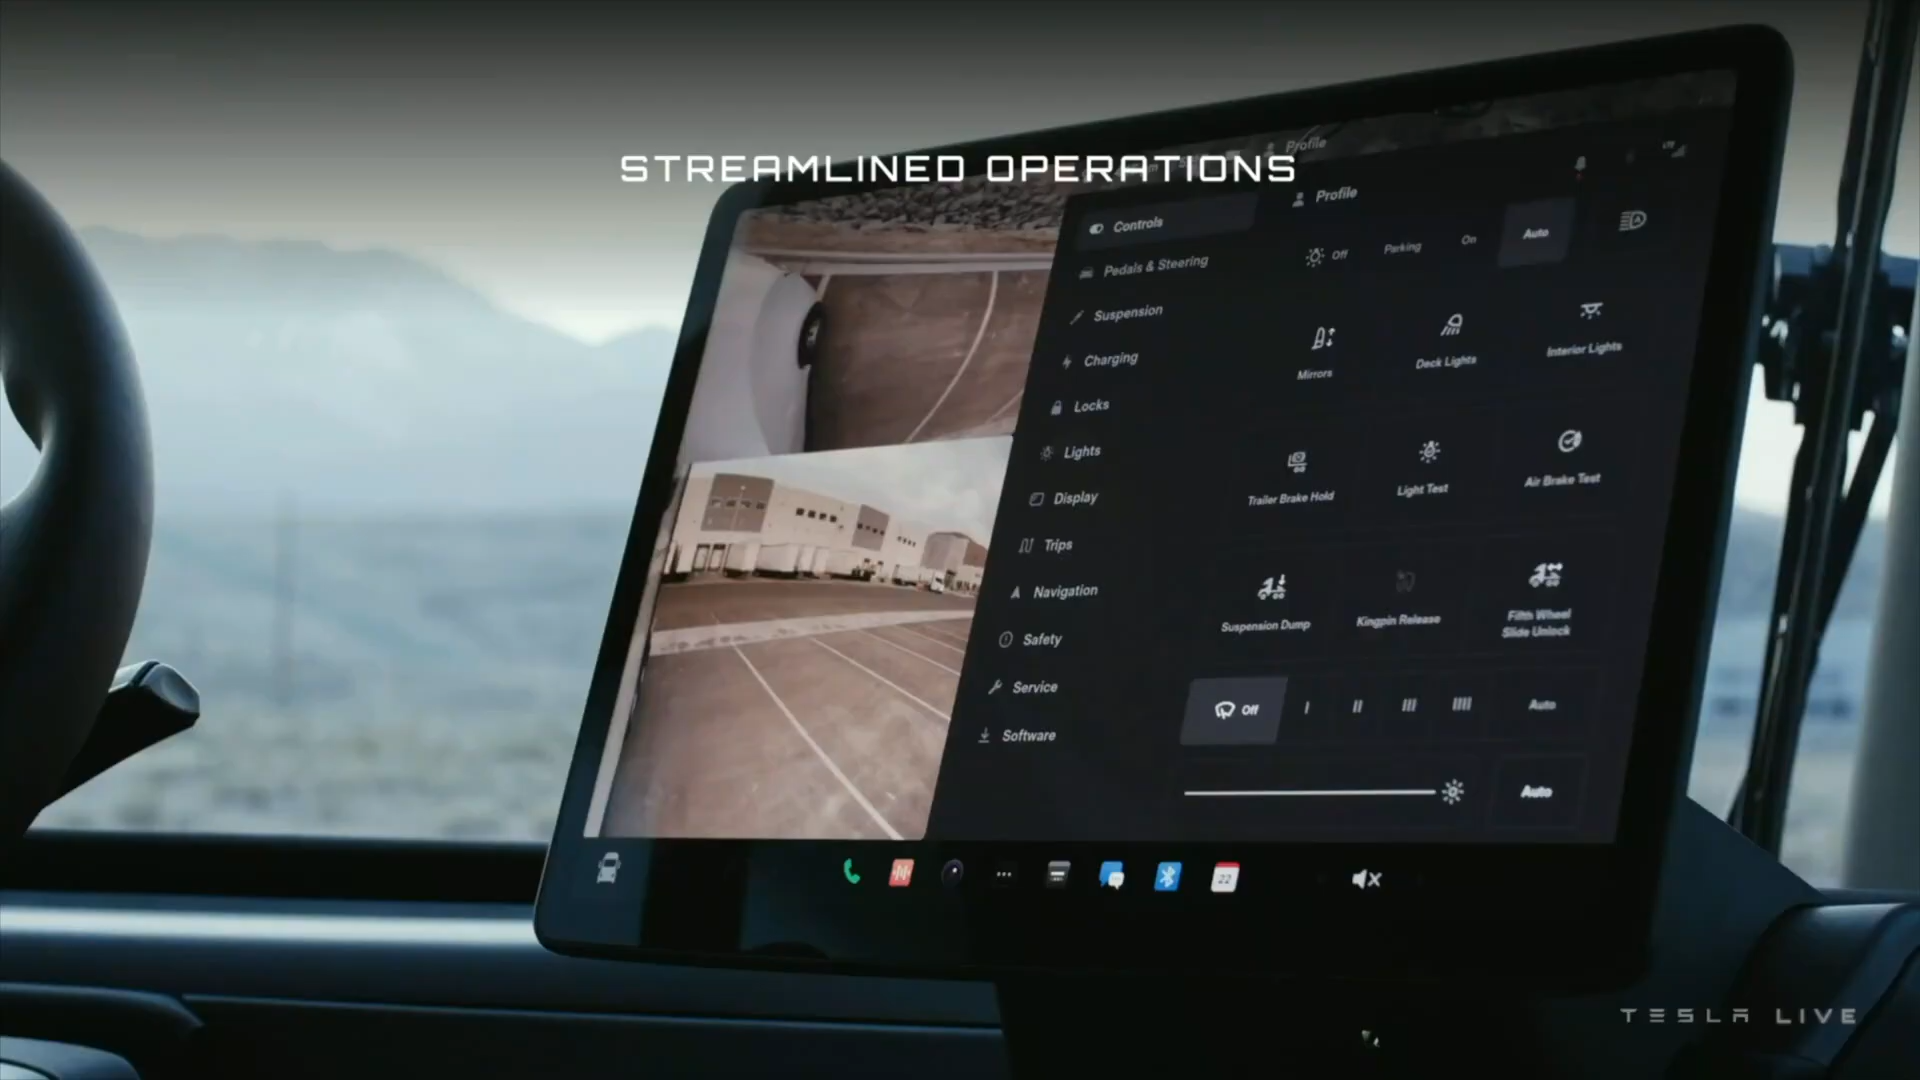 STREAMLINED OPERATIONS
Profile
Profile
Controls
Pedals & Steering
Suspension
Charging
Locks
Lights
Display
Trips
Navigation
Safety
Service
Software
Off
Parking
On
Auto
Mirrors
Deck Lights
Interior Lights
Trailer Brake Hold
Light Test
Air Brake Test
Suspension Dump
Kingpin Release
Fifth Wheel
Slide Unlock
Off
I
II
III
IIII
Auto
Auto
22
TESLA LIVE